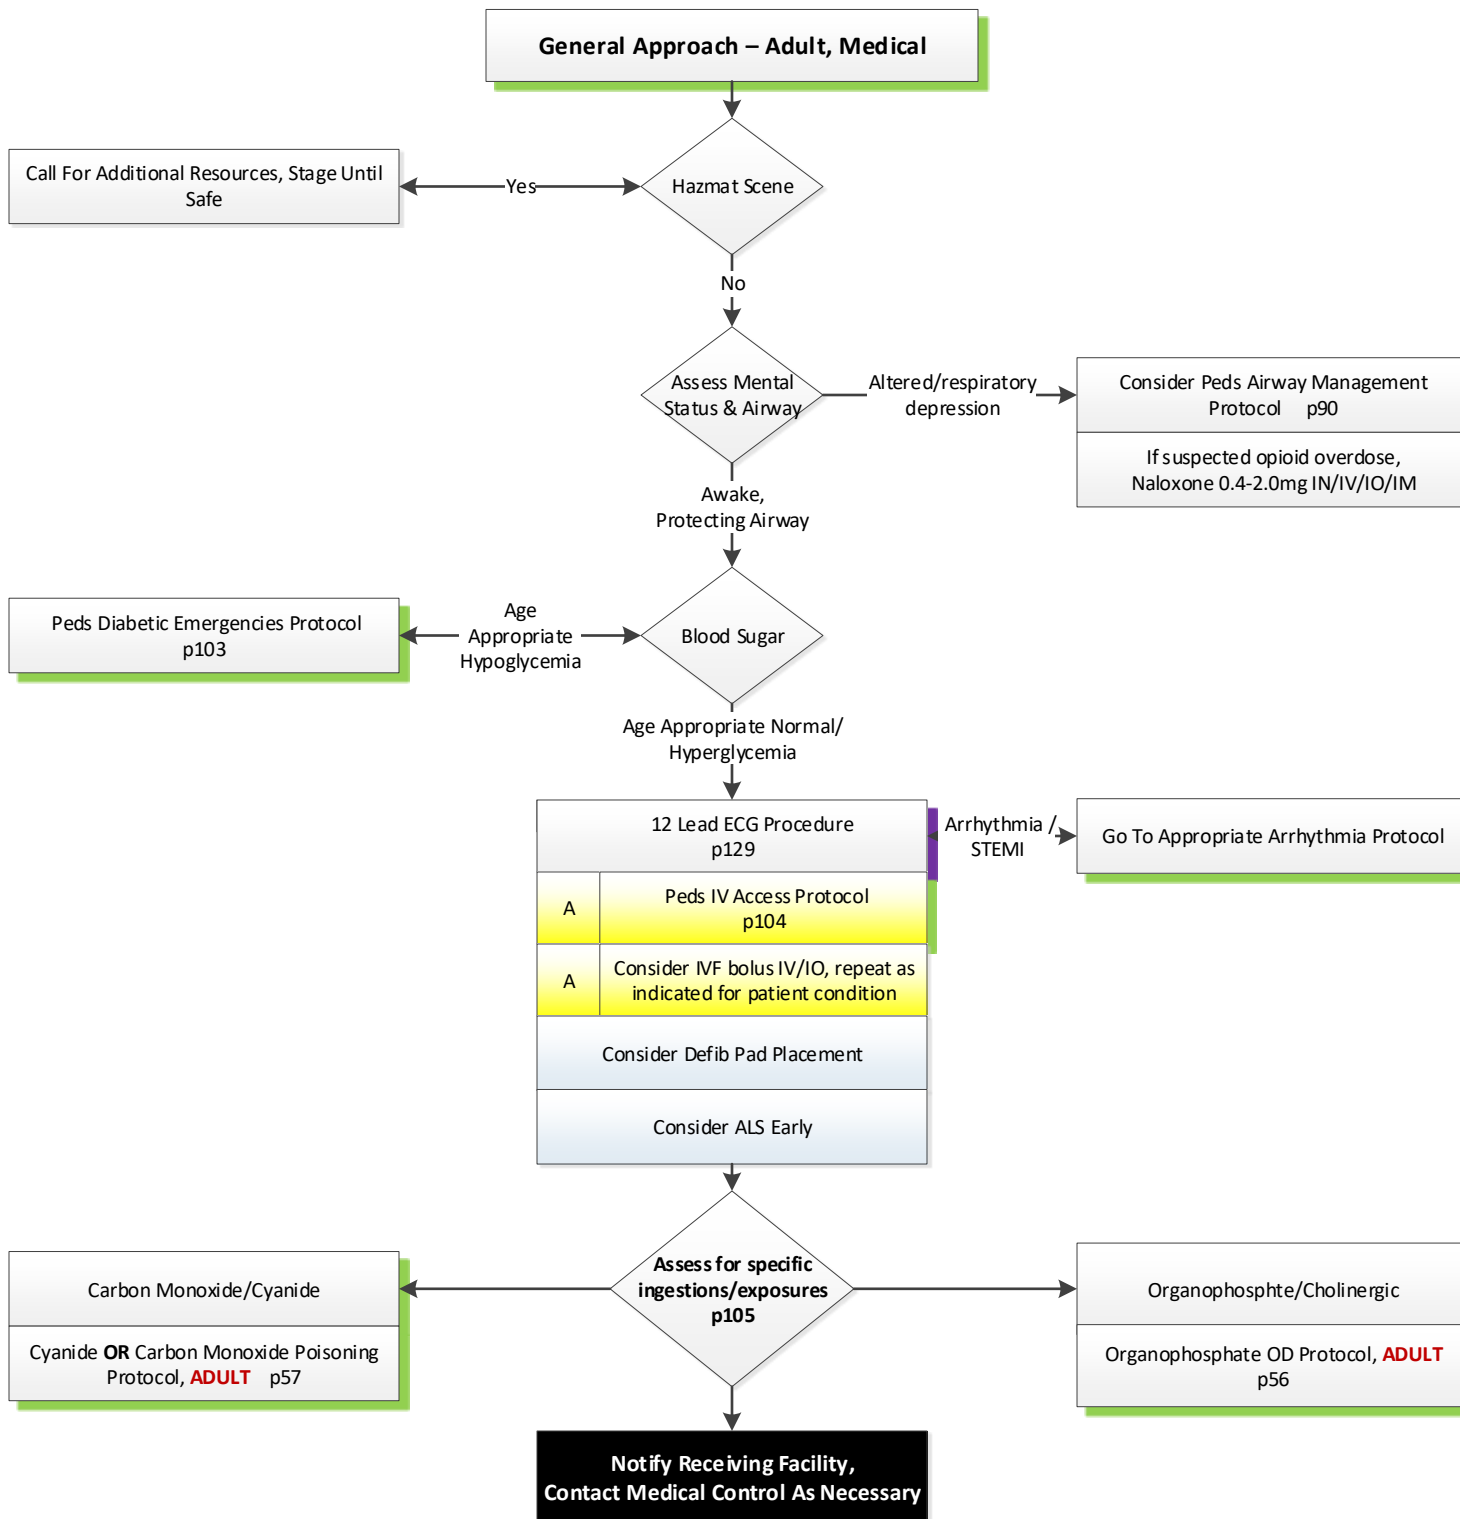 General Approach – Adult, Medical
Call For Additional Resources, Stage Until
Safe
Yes
Hazmat Scene
No
Assess Mental
Status & Airway
Altered/respiratory
depression
Consider Peds Airway Management
Protocol p90
If suspected opioid overdose,
Naloxone 0.4-2.0mg IN/IV/IO/IM
Awake,
Protecting Airway
Peds Diabetic Emergencies Protocol
p103
Age
Appropriate
Hypoglycemia
Blood Sugar
Age Appropriate Normal/
Hyperglycemia
12 Lead ECG Procedure
p129
Arrhythmia /
STEMI
Go To Appropriate Arrhythmia Protocol
A
Peds IV Access Protocol
p104
A
Consider IVF bolus IV/IO, repeat as
indicated for patient condition
Consider Defib Pad Placement
Consider ALS Early
Assess for specific
ingestions/exposures
p105
Carbon Monoxide/Cyanide
Cyanide OR Carbon Monoxide Poisoning
Protocol, ADULT p57
Organophosphte/Cholinergic
Organophosphate OD Protocol, ADULT
p56
Notify Receiving Facility,
Contact Medical Control As Necessary